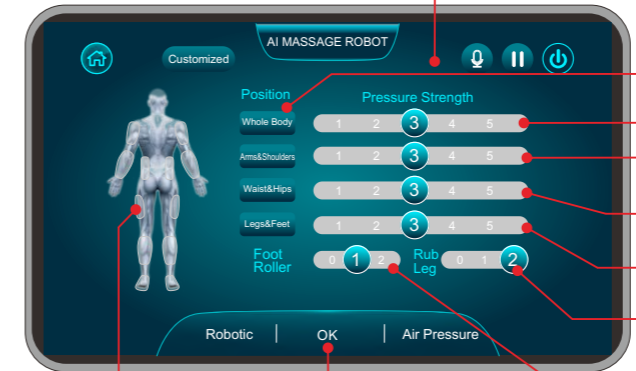 AI MASSAGE ROBOT
Customized
Position
Pressure Strength
Whole Body
1 2 3 4 5
Arms&Shoulders
1 2 3 4 5
Waist&Hips
1 2 3 4 5
Legs&Feet
1 2 3 4 5
Foot
Roller
0 1 2
Rub
Leg
0 1 2
Robotic | OK | Air Pressure